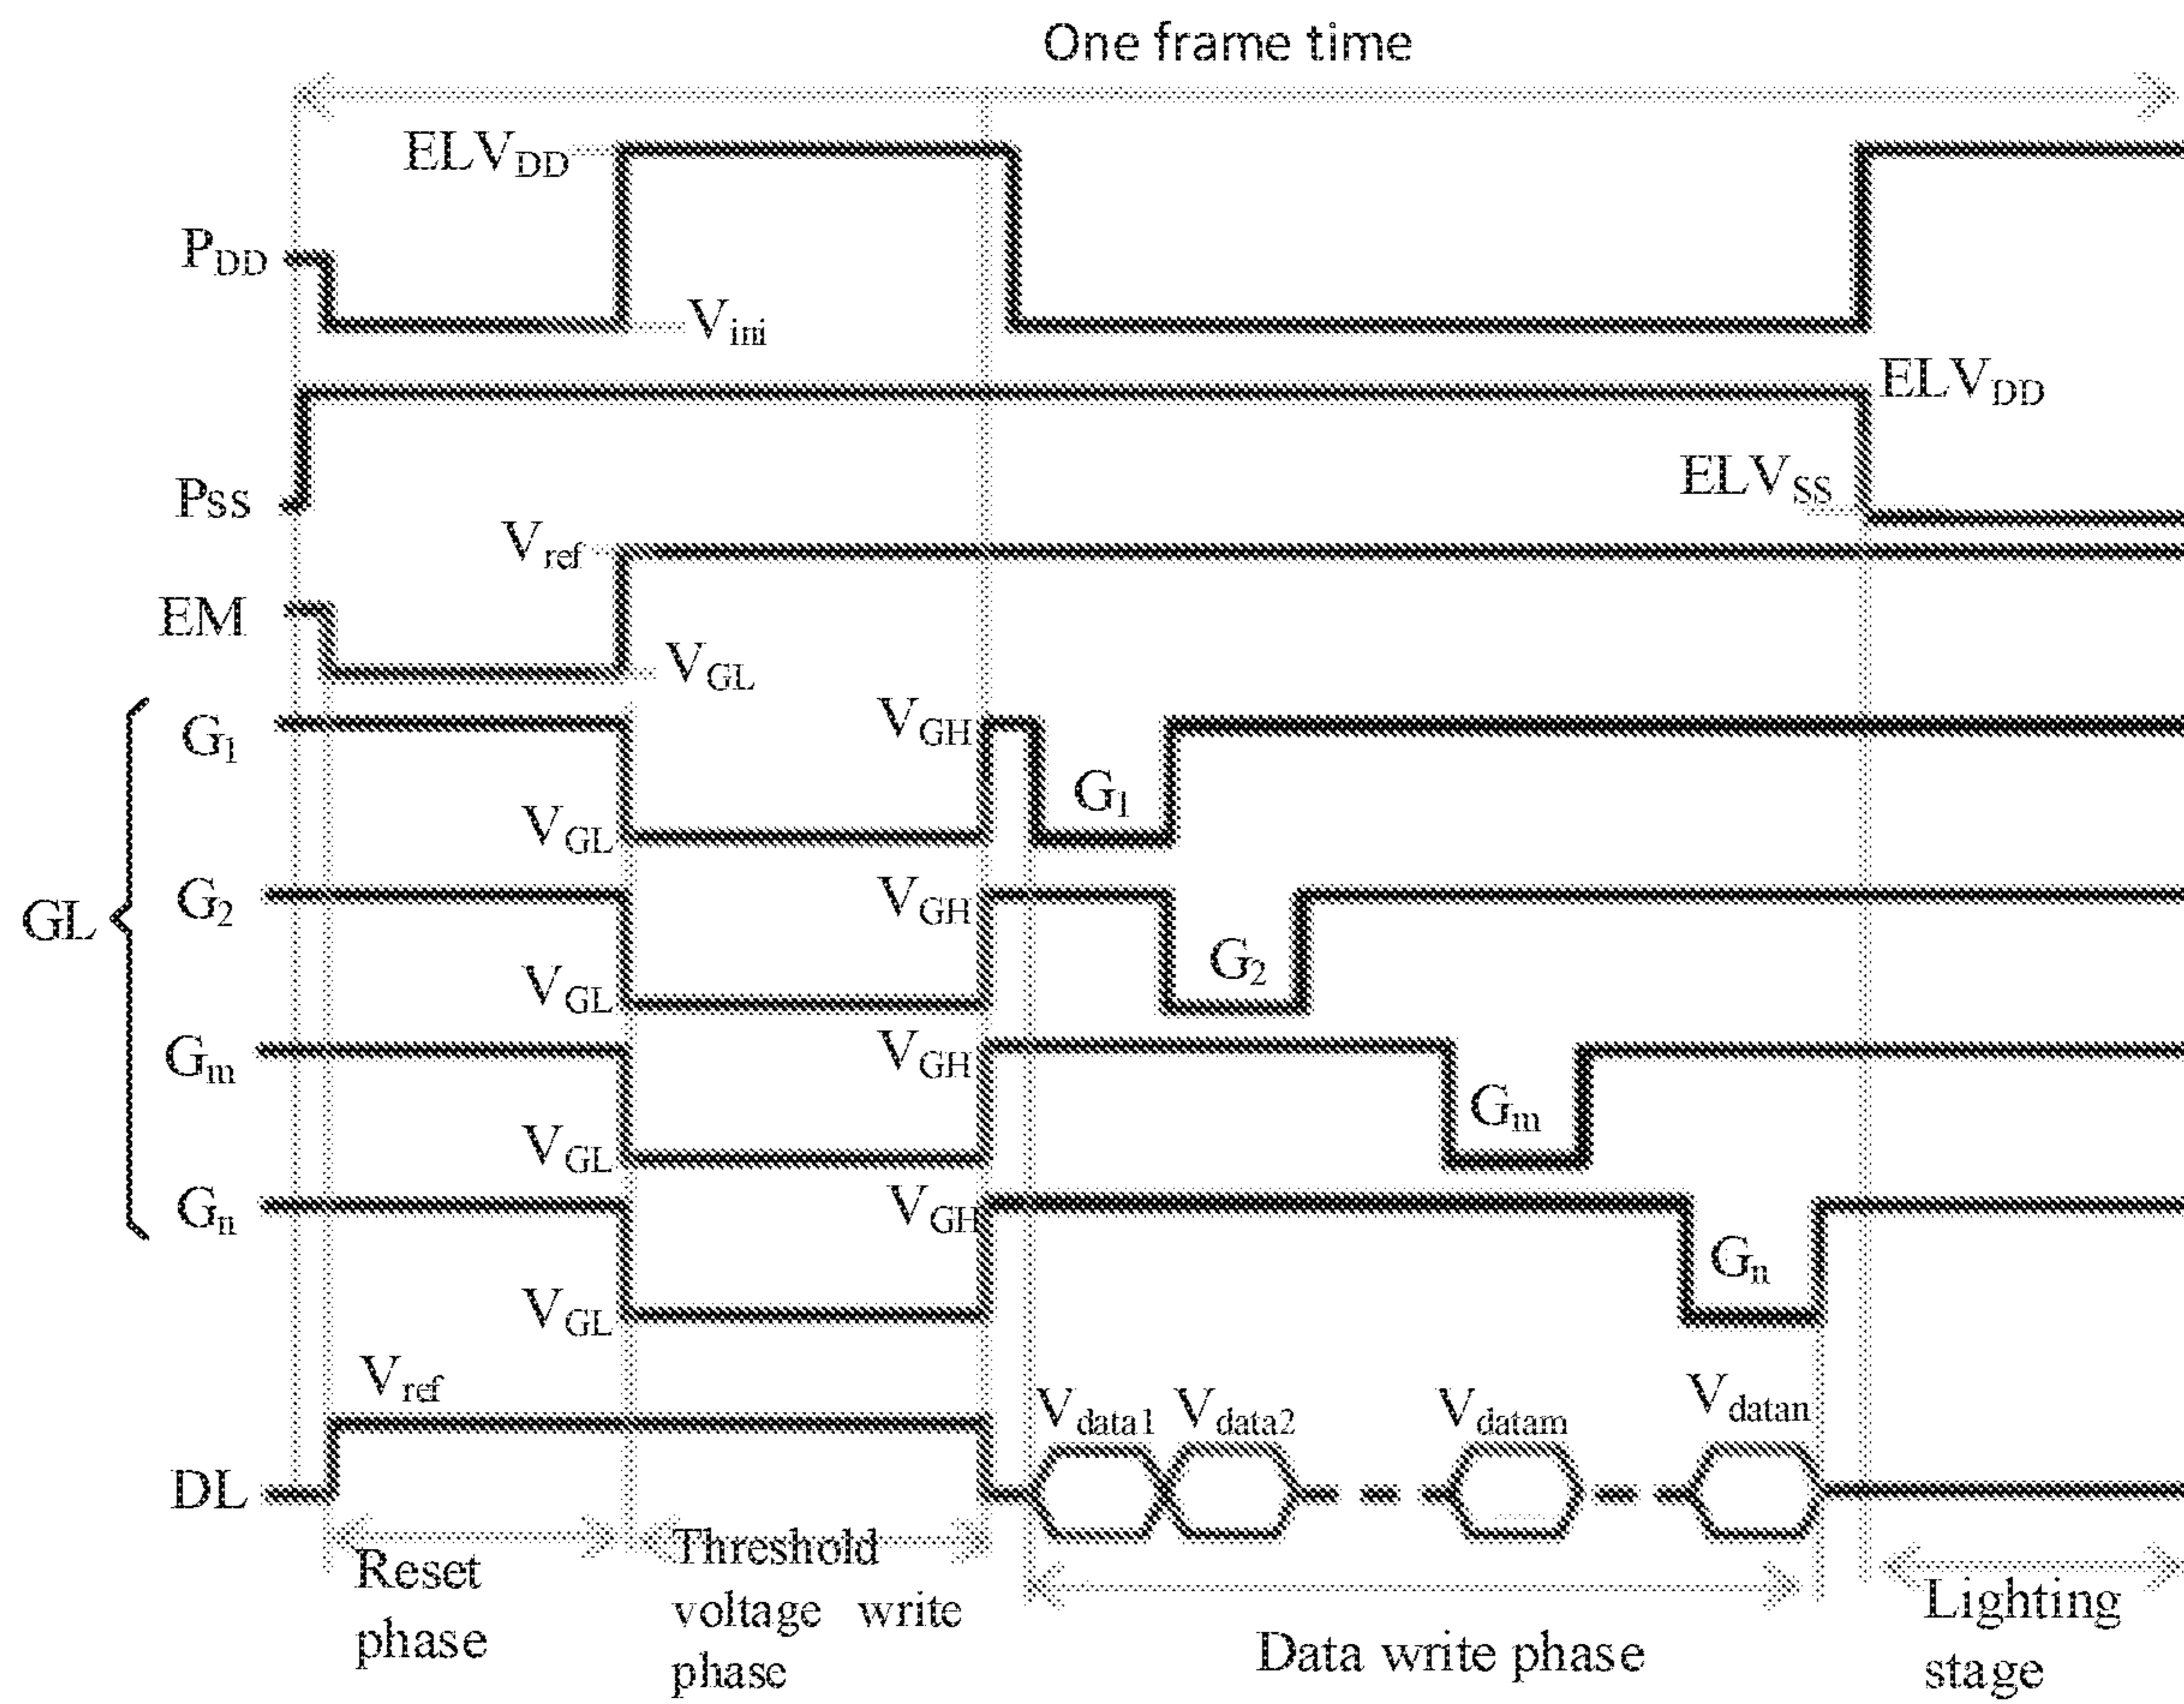 One frame time
ELVDD
PDD
Vini
ELVDD
PSS
ELVSS
Vref
EM
VGL
GL
G1
VGH
G1
VGL
G2
VGH
G2
VGL
Gm
VGH
Gm
VGL
Gn
VGH
Gn
VGL
Vref
Vdata1
Vdata2
Vdatam
Vdatan
DL
Reset
phase
Threshold
voltage write
phase
Data write phase
Lighting
stage